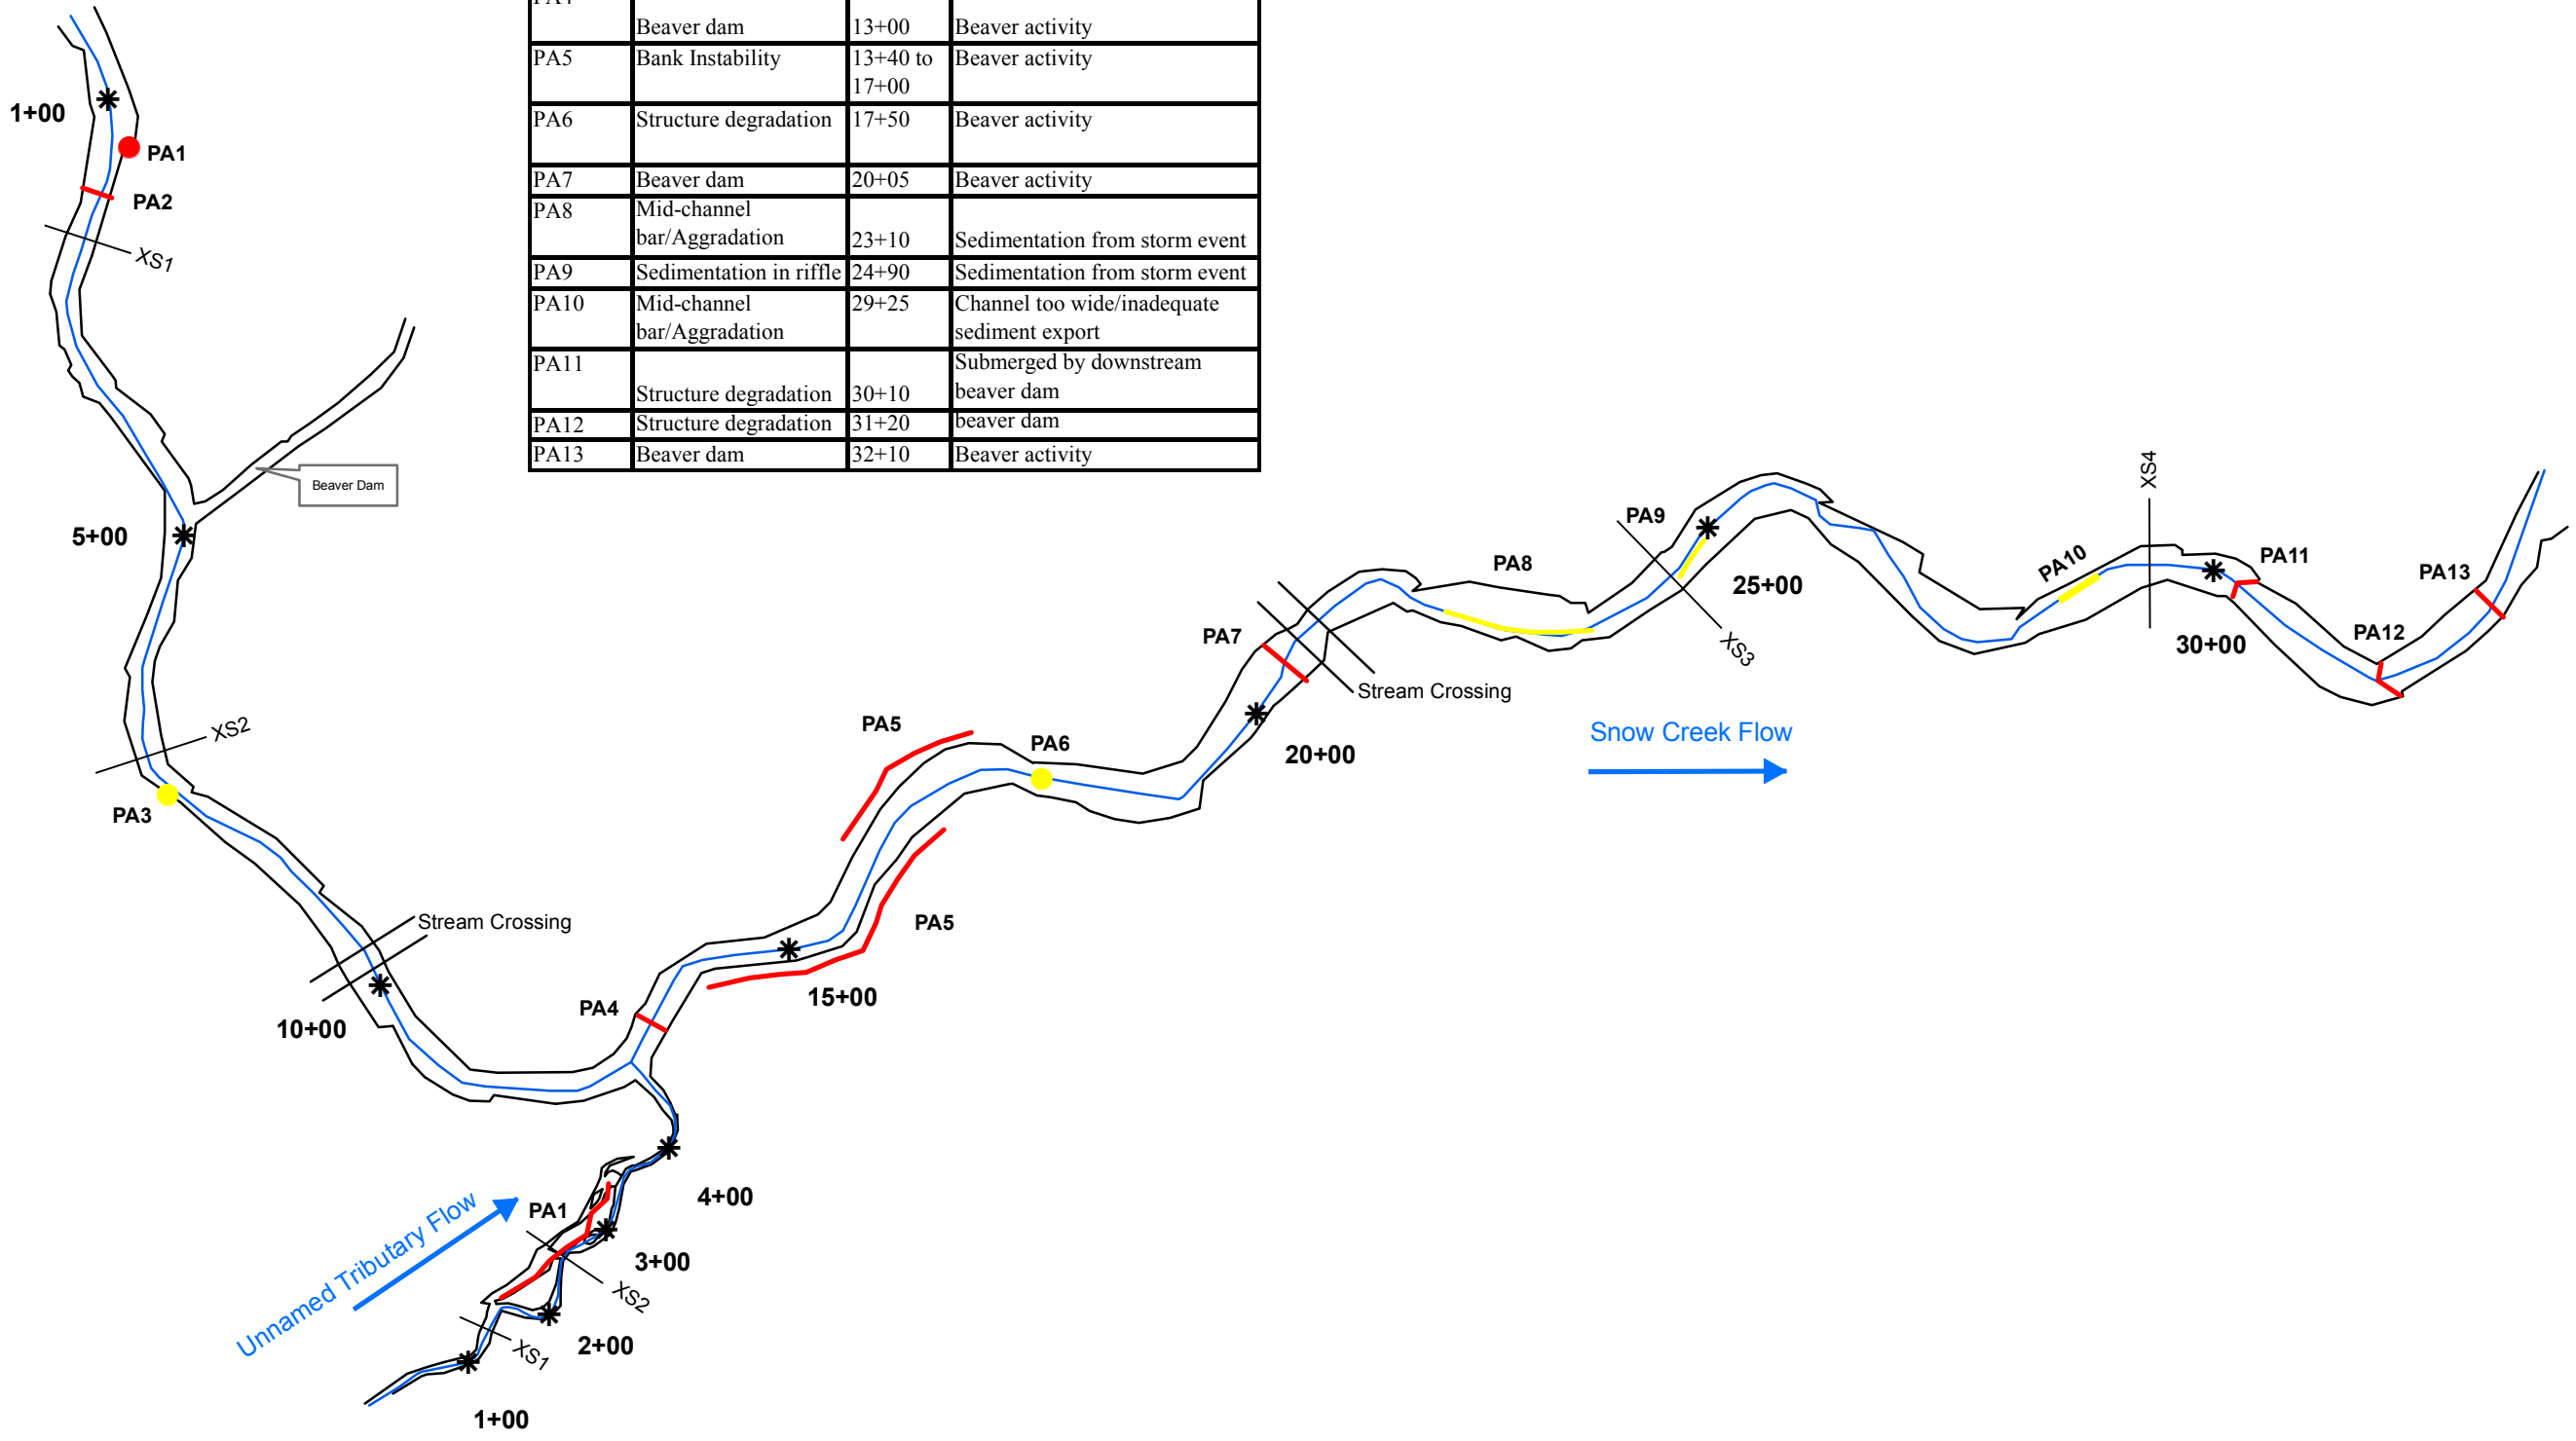 PA4
Beaver dam 13+00 Beaver activity
PA5 Bank Instability 13+40 to Beaver activity
17+00
PA6 Structure degradation 17+50 Beaver activity
PA7 Beaver dam 20+05 Beaver activity
PA8 Mid-channel
bar/Aggradation 23+10 Sedimentation from storm event
PA9 Sedimentation in riffle 24+90 Sedimentation from storm event
PA10 Mid-channel 29+25 Channel too wide/inadequate
bar/Aggradation sediment export
PA11 Submerged by downstream
Structure degradation 30+10 beaver dam
PA12 Structure degradation 31+20 beaver dam
PA13 Beaver dam 32+10 Beaver activity
1+00
PA1
PA2
XS1
Beaver Dam
5+00
XS2
PA3
Stream Crossing
10+00
PA4
15+00
PA5
PA5
PA6
PA7
20+00
Stream Crossing
PA8
PA9
XS3
25+00
Snow Creek Flow
PA10
XS4
30+00
PA11
PA12
PA13
4+00
PA1
3+00
XS2
Unnamed Tributary Flow
2+00
XS1
1+00